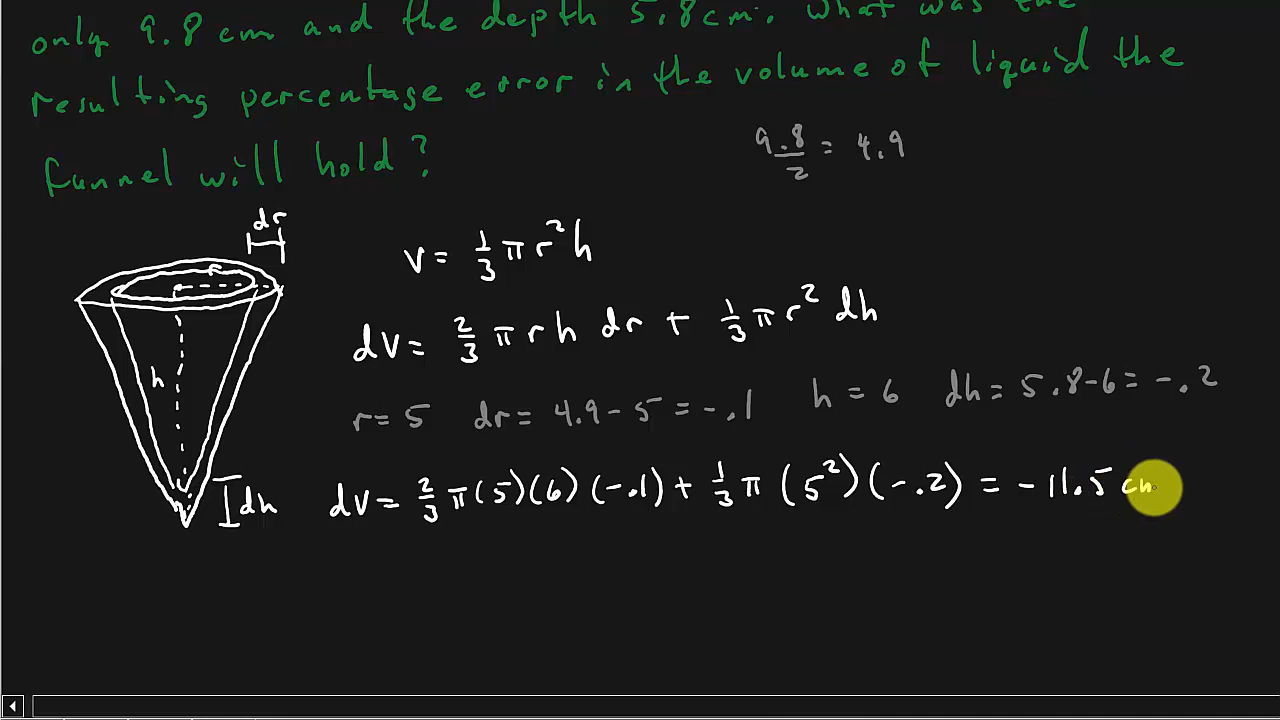 only 9.8 cm and the depth 5.8cm. What was the
resulting percentage error in the volume of liquid the
funnel will hold?
9.8/2 = 4.9
dr
r
h
dh
v = 1/3 π r² h
dv = 2/3 π r h dr + 1/3 π r² dh
r = 5 dr = 4.9 - 5 = -.1 h = 6 dh = 5.8-6 = -.2
dv = 2/3 π (5)(6)(-.1) + 1/3 π (5²)(-.2) = -11.5 cm